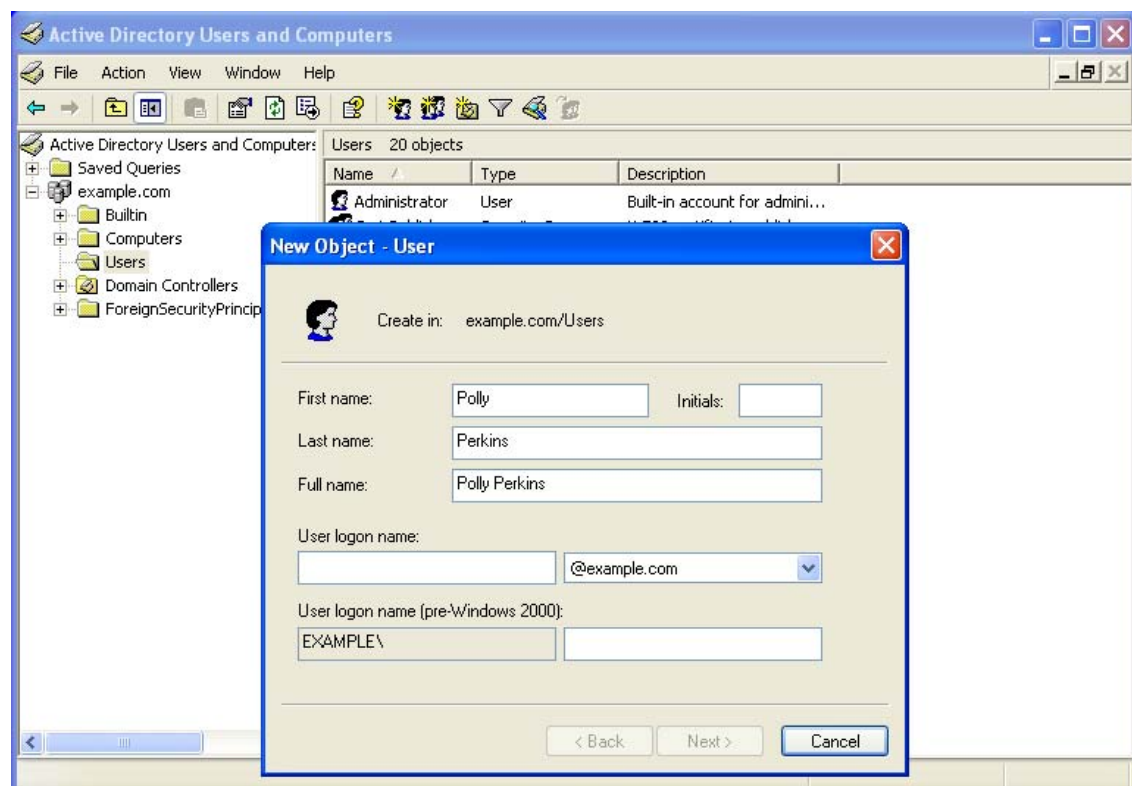 Active Directory Users and Computers
File Action View Window Help
Active Directory Users and Computers
Users 20 objects
Saved Queries
Name Type Description
example.com
Administrator User Built-in account for admini...
Builtin
Computers
Users
Domain Controllers
ForeignSecurityPrincip
New Object - User
Create in: example.com/Users
First name: Polly Initials:
Last name: Perkins
Full name: Polly Perkins
User logon name:
@example.com
User logon name (pre-Windows 2000):
EXAMPLE\
< Back Next > Cancel